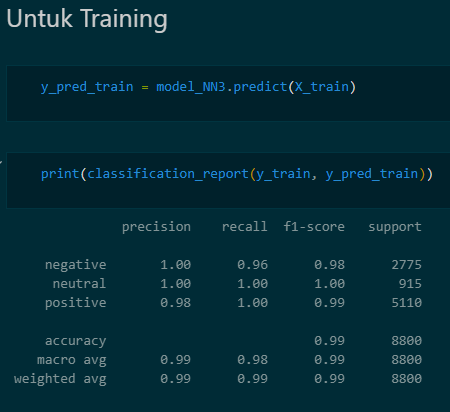 Untuk Training
y_pred_train = model_NN3.predict(X_train)
print(classification_report(y_train, y_pred_train))
precision recall f1-score support
negative 1.00 0.96 0.98 2775
neutral 1.00 1.00 1.00 915
positive 0.98 1.00 0.99 5110
accuracy 0.99 8800
macro avg 0.99 0.98 0.99 8800
weighted avg 0.99 0.99 0.99 8800